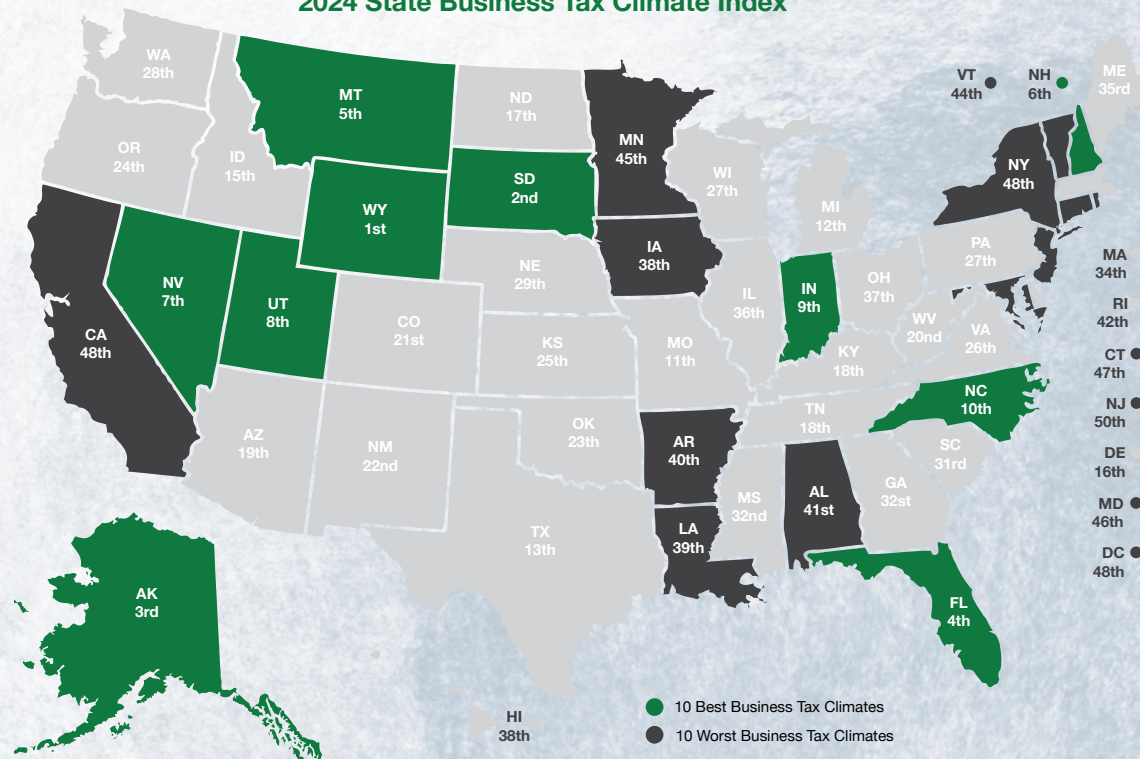 2024 State Business Tax Climate Index
WA
28th
MT
5th
ND
17th
MN
45th
VT
44th
NH
6th
ME
35rd
OR
24th
ID
15th
WY
1st
SD
2nd
WI
27th
MI
12th
NY
48th
NV
7th
UT
8th
NE
29th
IA
38th
IL
36th
IN
9th
OH
37th
PA
27th
MA
34th
RI
42th
CA
48th
CO
21st
KS
25th
MO
11th
KY
18th
WV
20nd
VA
26th
CT
47th
NJ
50th
AZ
19th
NM
22nd
OK
23th
AR
40th
TN
18th
NC
10th
SC
31rd
DE
16th
TX
13th
LA
39th
MS
32nd
AL
41st
GA
32st
MD
46th
DC
48th
AK
3rd
FL
4th
HI
38th
10 Best Business Tax Climates
10 Worst Business Tax Climates